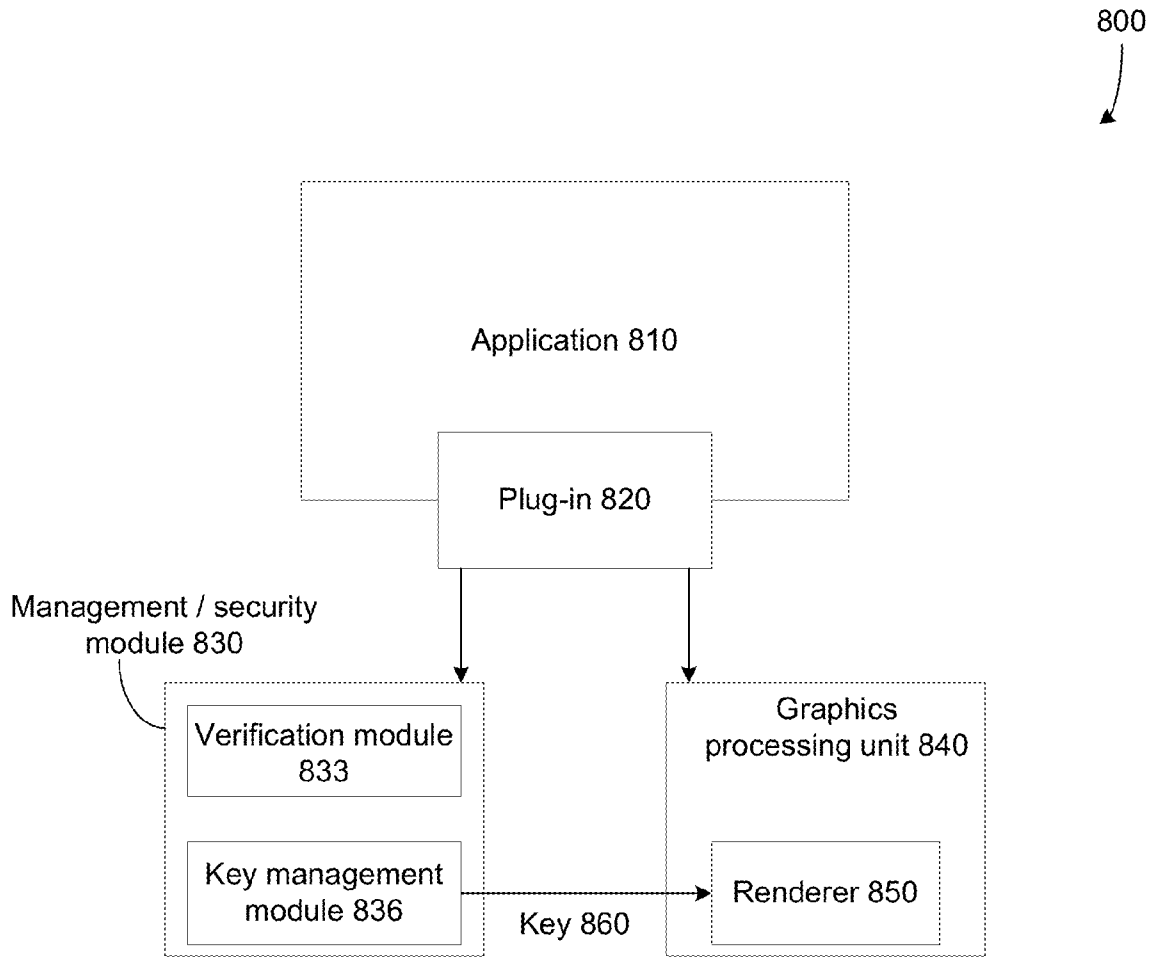 800
Application 810
Plug-in 820
Management / security
module 830
Verification module
833
Graphics
processing unit 840
Key management
module 836
Key 860
Renderer 850